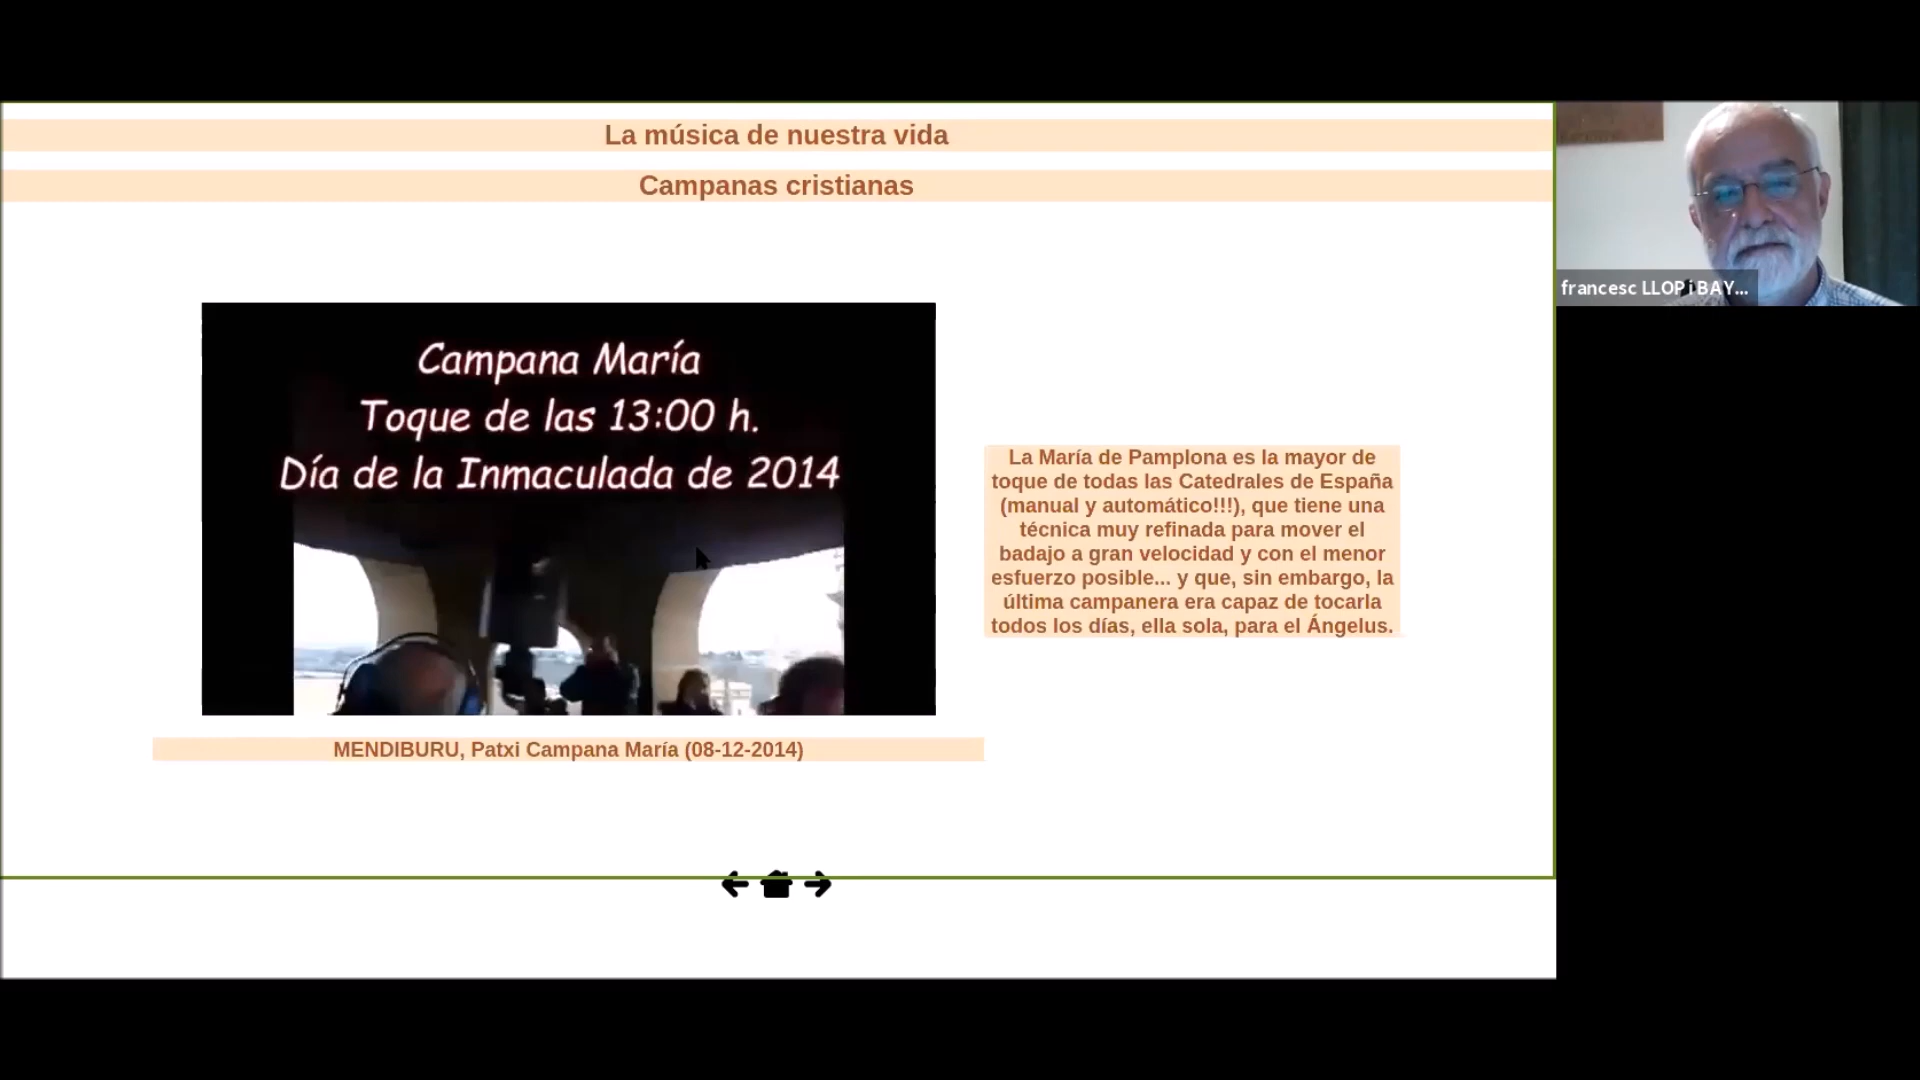 La música de nuestra vida
Campanas cristianas
Campana María
Toque de las 13:00 h.
Día de la Inmaculada de 2014
La María de Pamplona es la mayor de
toque de todas las Catedrales de España
(manual y automático!!!), que tiene una
técnica muy refinada para mover el
badajo a gran velocidad y con el menor
esfuerzo posible... y que, sin embargo, la
última campanera era capaz de tocarla
todos los días, ella sola, para el Ángelus.
MENDIBURU, Patxi Campana María (08-12-2014)
francesc LLOP i BAY...